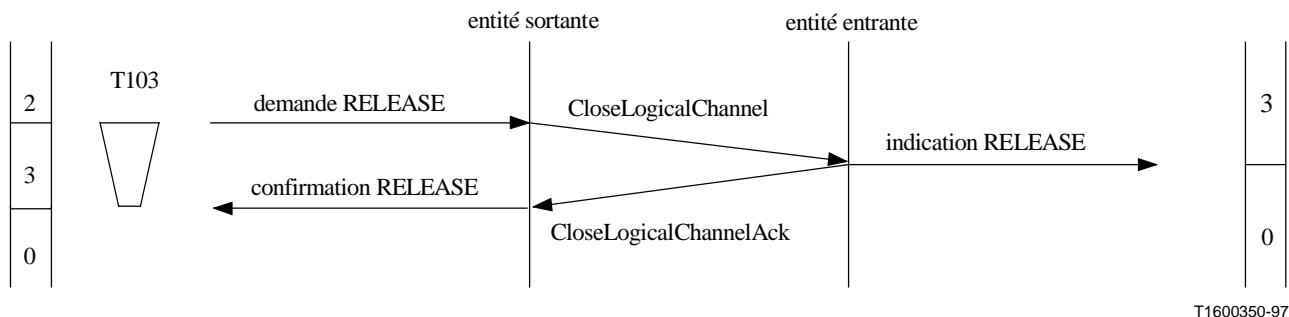 entité sortante
entité entrante
T103
2
demande RELEASE
CloseLogicalChannel
3
indication RELEASE
3
confirmation RELEASE
CloseLogicalChannelAck
0
0
T1600350-97